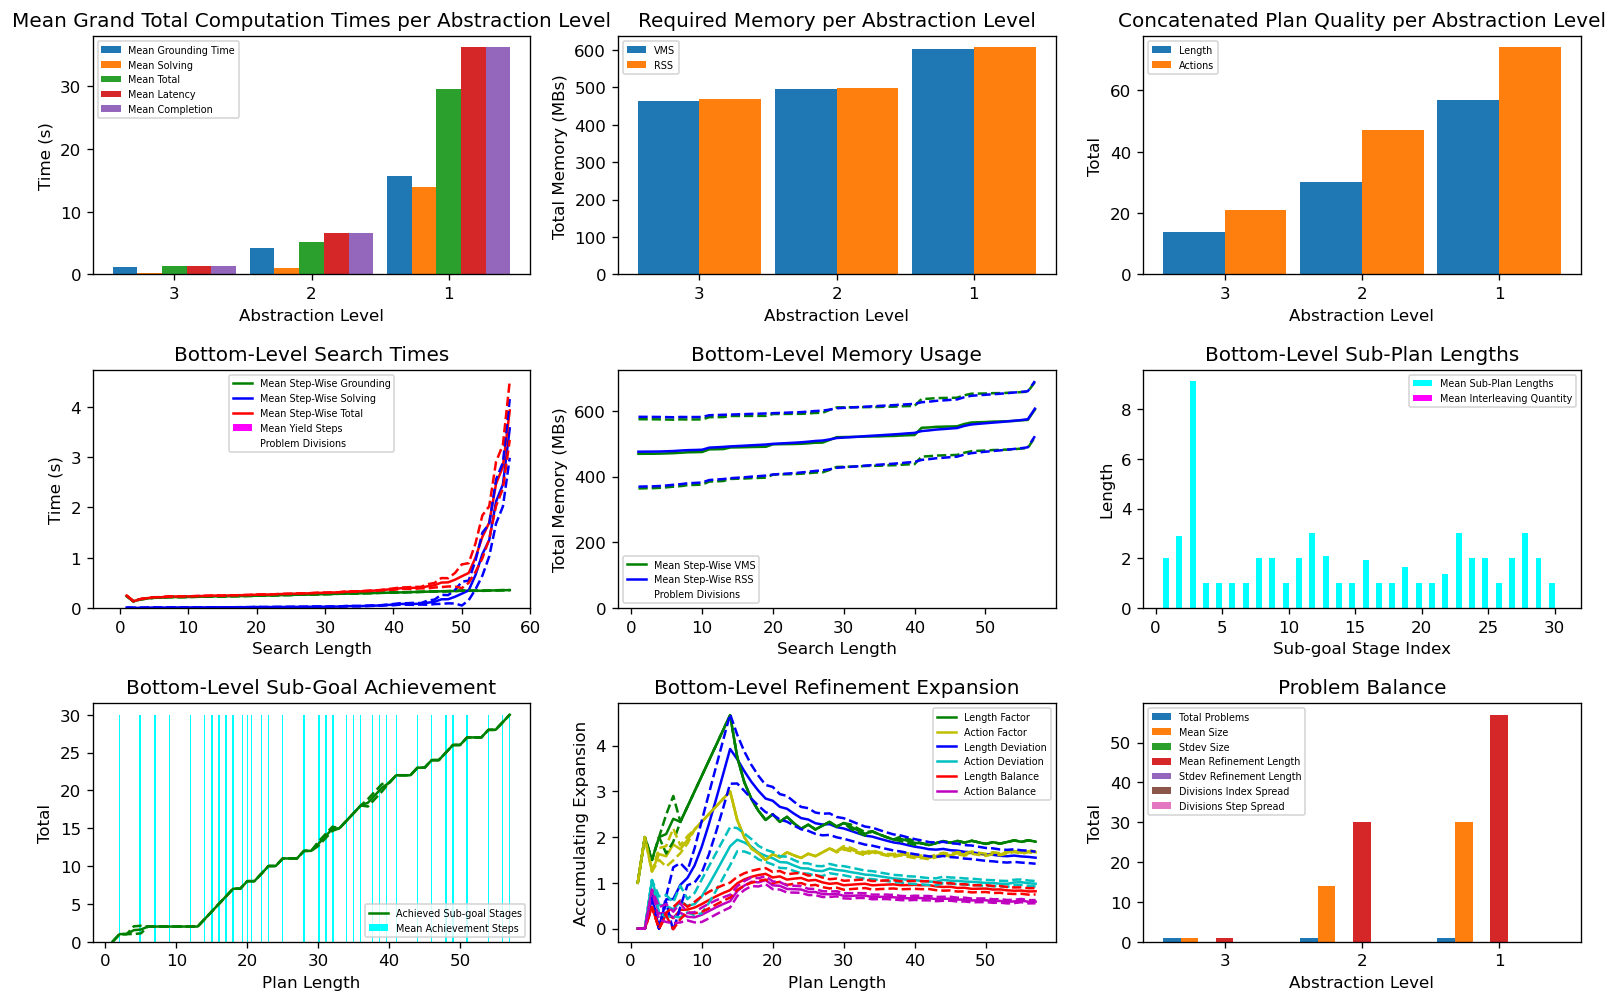 Mean Grand Total Computation Times per Abstraction Level
Mean Grounding Time
Mean Solving
Mean Total
Mean Latency
Mean Completion
Time (s)
0
10
20
30
3
2
1
Abstraction Level
Required Memory per Abstraction Level
VMS
RSS
Total Memory (MBs)
0
100
200
300
400
500
600
3
2
1
Abstraction Level
Concatenated Plan Quality per Abstraction Level
Length
Actions
Total
0
20
40
60
3
2
1
Abstraction Level
Bottom-Level Search Times
Mean Step-Wise Grounding
Mean Step-Wise Solving
Mean Step-Wise Total
Mean Yield Steps
Problem Divisions
Time (s)
0
1
2
3
4
0
10
20
30
40
50
60
Search Length
Bottom-Level Memory Usage
Mean Step-Wise VMS
Mean Step-Wise RSS
Problem Divisions
Total Memory (MBs)
0
200
400
600
0
10
20
30
40
50
Search Length
Bottom-Level Sub-Plan Lengths
Mean Sub-Plan Lengths
Mean Interleaving Quantity
Length
0
2
4
6
8
0
5
10
15
20
25
30
Sub-goal Stage Index
Bottom-Level Sub-Goal Achievement
Achieved Sub-goal Stages
Mean Achievement Steps
Total
0
5
10
15
20
25
30
0
10
20
30
40
50
Plan Length
Bottom-Level Refinement Expansion
Length Factor
Action Factor
Length Deviation
Action Deviation
Length Balance
Action Balance
Accumulating Expansion
0
1
2
3
4
0
10
20
30
40
50
Plan Length
Problem Balance
Total Problems
Mean Size
Stdev Size
Mean Refinement Length
Stdev Refinement Length
Divisions Index Spread
Divisions Step Spread
Total
0
10
20
30
40
50
3
2
1
Abstraction Level